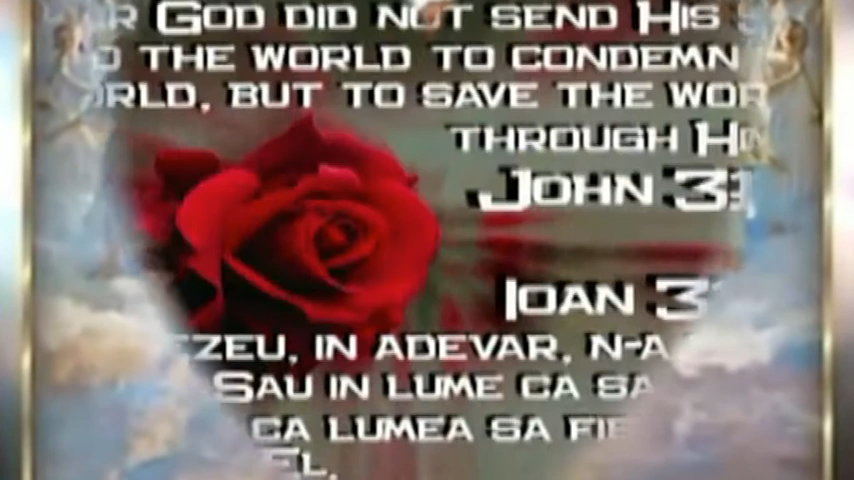 R GOD DID NOT SEND HIS
THE WORLD TO CONDEMN
RLD, BUT TO SAVE THE WOR
THROUGH HI
JOHN 3:
IOAN 3:
ZEU, IN ADEVAR, N-A
SAU IN LUME CA SA
CA LUMEA SA FIE
EL.